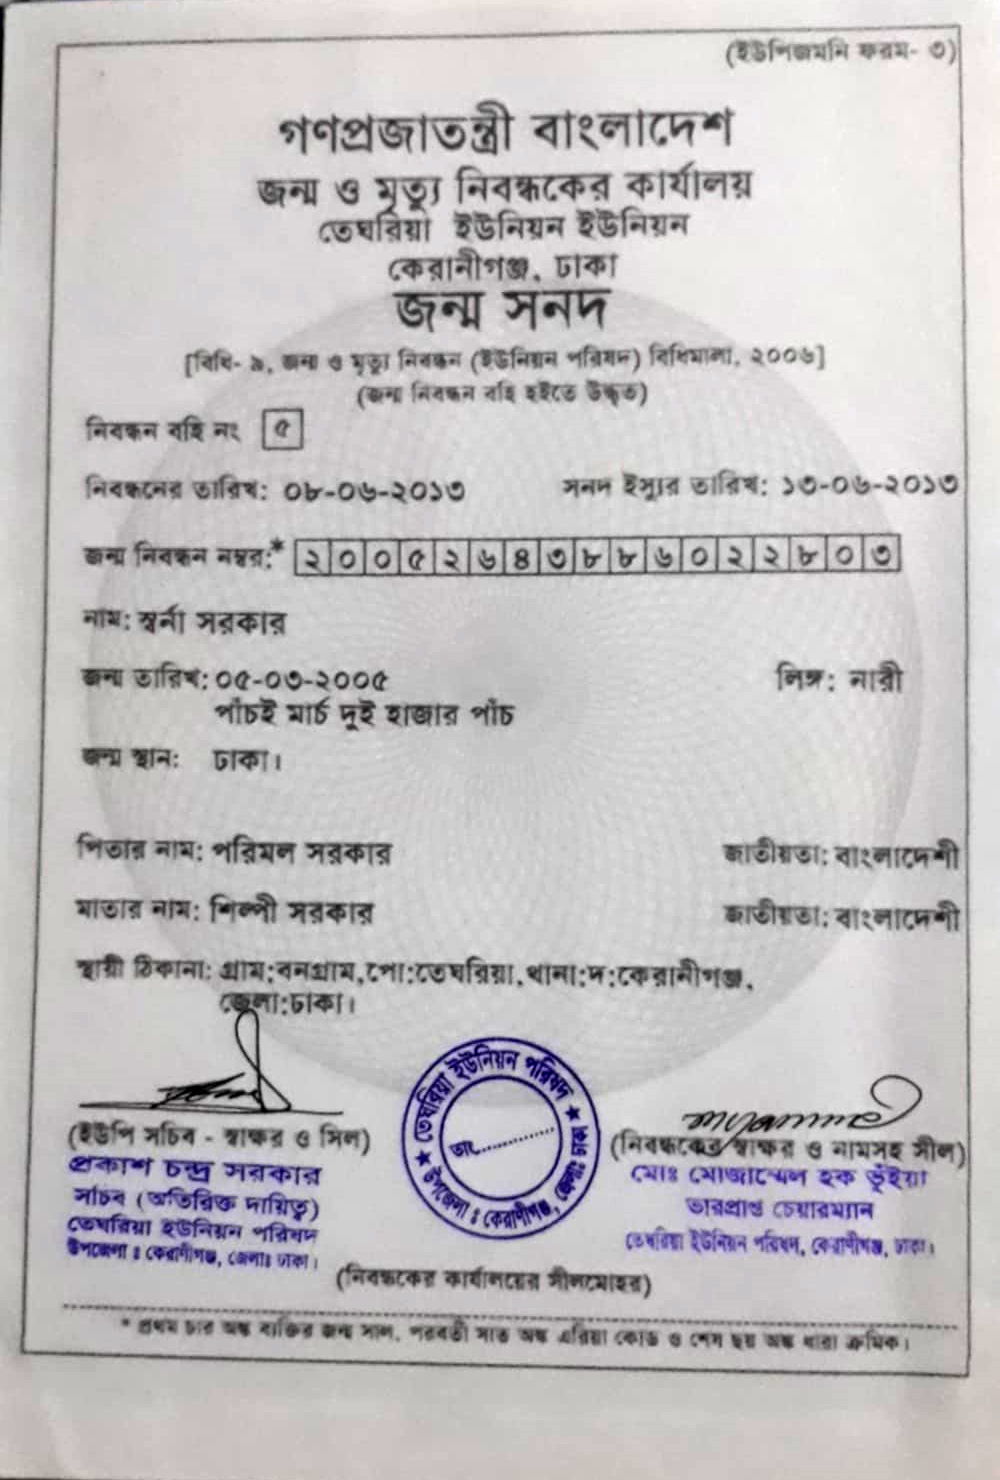 (ইউপিজমনি ফরম- ৩)
গণপ্রজাতন্ত্রী বাংলাদেশ
জন্ম ও মৃত্যু নিবন্ধকের কার্যালয়
তেঘরিয়া ইউনিয়ন ইউনিয়ন
কেরানীগঞ্জ, ঢাকা
জন্ম সনদ
[বিধি- ৯, জন্ম ও মৃত্যু নিবন্ধন (ইউনিয়ন পরিষদ) বিধিমালা, ২০০৬]
(জন্ম নিবন্ধন বহি হইতে উদ্ধৃত)
নিবন্ধন বহি নং ৫
নিবন্ধনের তারিখ: ০৮-০৬-২০১৩ সনদ ইস্যুর তারিখ: ১৩-০৬-২০১৩
জন্ম নিবন্ধন নম্বর:* ২০০৫২৬৪৩৮৮৬০২২৮০৩
নাম: স্বর্না সরকার
জন্ম তারিখ: ০৫-০৩-২০০৫ লিঙ্গ: নারী
পাঁচই মার্চ দুই হাজার পাঁচ
জন্ম স্থান: ঢাকা।
পিতার নাম: পরিমল সরকার জাতীয়তা: বাংলাদেশী
মাতার নাম: শিল্পী সরকার জাতীয়তা: বাংলাদেশী
স্থায়ী ঠিকানা: গ্রাম:বনগ্রাম,পো:তেঘরিয়া,থানা:দ:কেরানীগঞ্জ,
জেলা:ঢাকা।
★ তেঘরিয়া ইউনিয়ন পরিষদ ★
তাং..............
উপজেলা ঃ কেরাণীগঞ্জ, জেলাঃ ঢাকা
(ইউপি সচিব - স্বাক্ষর ও সিল)
প্রকাশ চন্দ্র সরকার
সচিব (অতিরিক্ত দায়িত্ব)
তেঘরিয়া ইউনিয়ন পরিষদ
উপজেলা ঃ কেরাণীগঞ্জ, জেলাঃ ঢাকা।
(নিবন্ধকের স্বাক্ষর ও নামসহ সীল)
মোঃ মোজাম্মেল হক ভূঁইয়া
ভারপ্রাপ্ত চেয়ারম্যান
তেঘরিয়া ইউনিয়ন পরিষদ, কেরাণীগঞ্জ, ঢাকা।
(নিবন্ধকের কার্যালয়ের সীলমোহর)
* প্রথম চার অঙ্ক ব্যক্তির জন্ম সাল, পরবর্তী সাত অঙ্ক এরিয়া কোড ও শেষ ছয় অঙ্ক ধারা ক্রমিক।